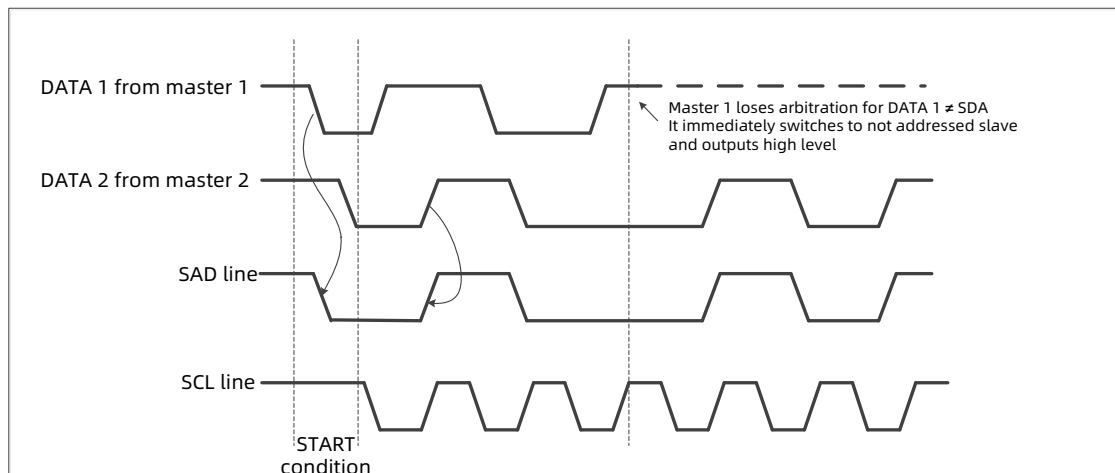 DATA 1 from master 1
Master 1 loses arbitration for DATA 1 ≠ SDA
It immediately switches to not addressed slave
and outputs high level
DATA 2 from master 2
SAD line
SCL line
START
condition